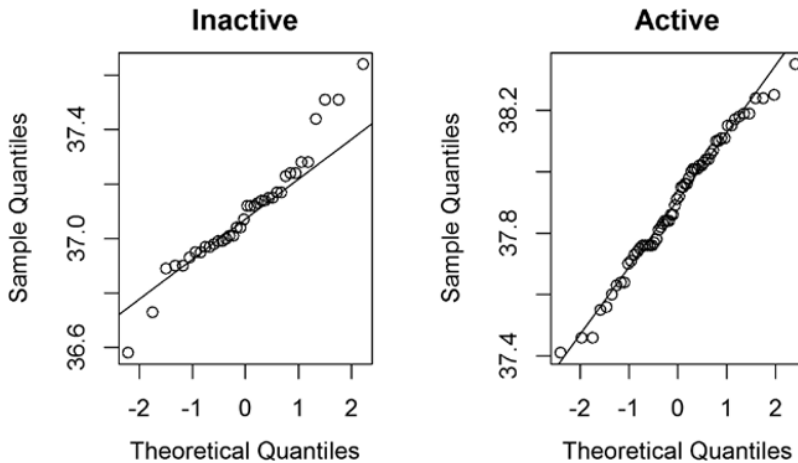 Inactive
Sample Quantiles
37.4
37.0
36.6
-2 -1 0 1 2
Theoretical Quantiles
Active
Sample Quantiles
38.2
37.8
37.4
-2 -1 0 1 2
Theoretical Quantiles